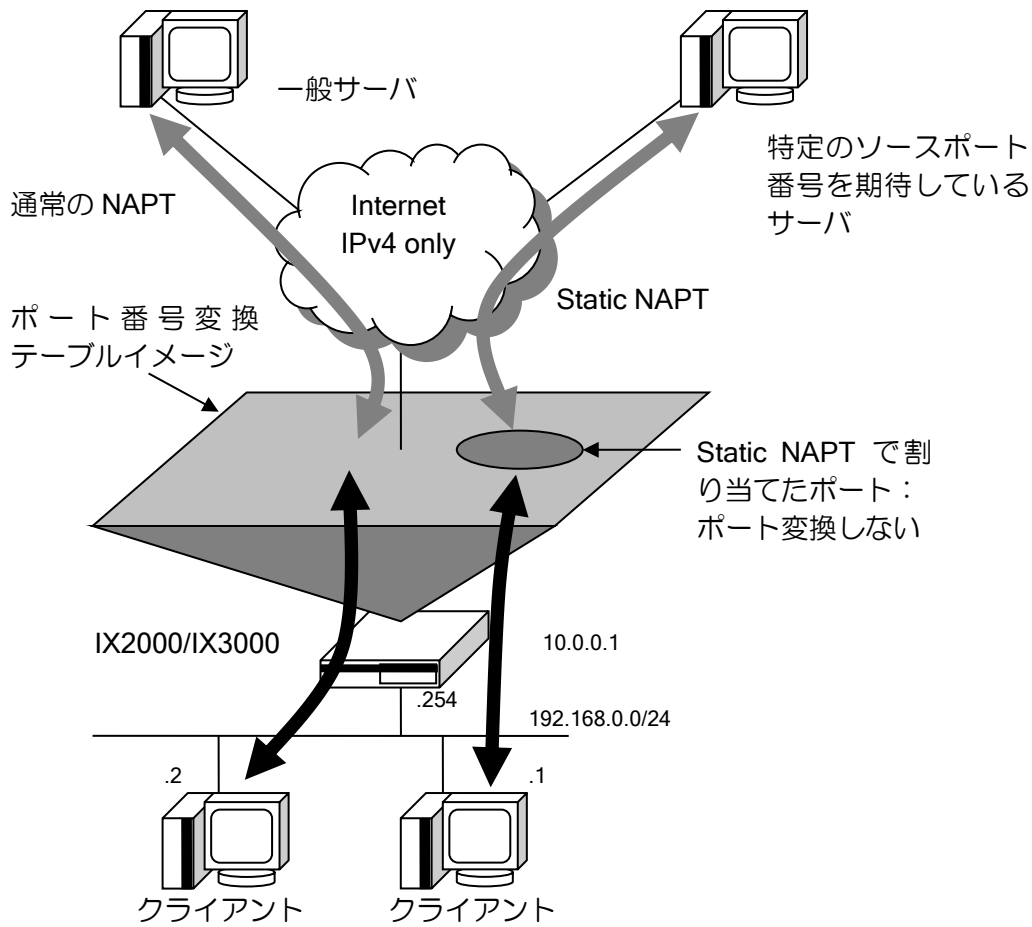 一般サーバ
特定のソースポート
番号を期待している
サーバ
通常の NAPT
Internet
IPv4 only
Static NAPT
ポート番号変換
テーブルイメージ
Static NAPT で割
り当てたポート：
ポート変換しない
IX2000/IX3000
10.0.0.1
.254
192.168.0.0/24
.2
.1
クライアント
クライアント